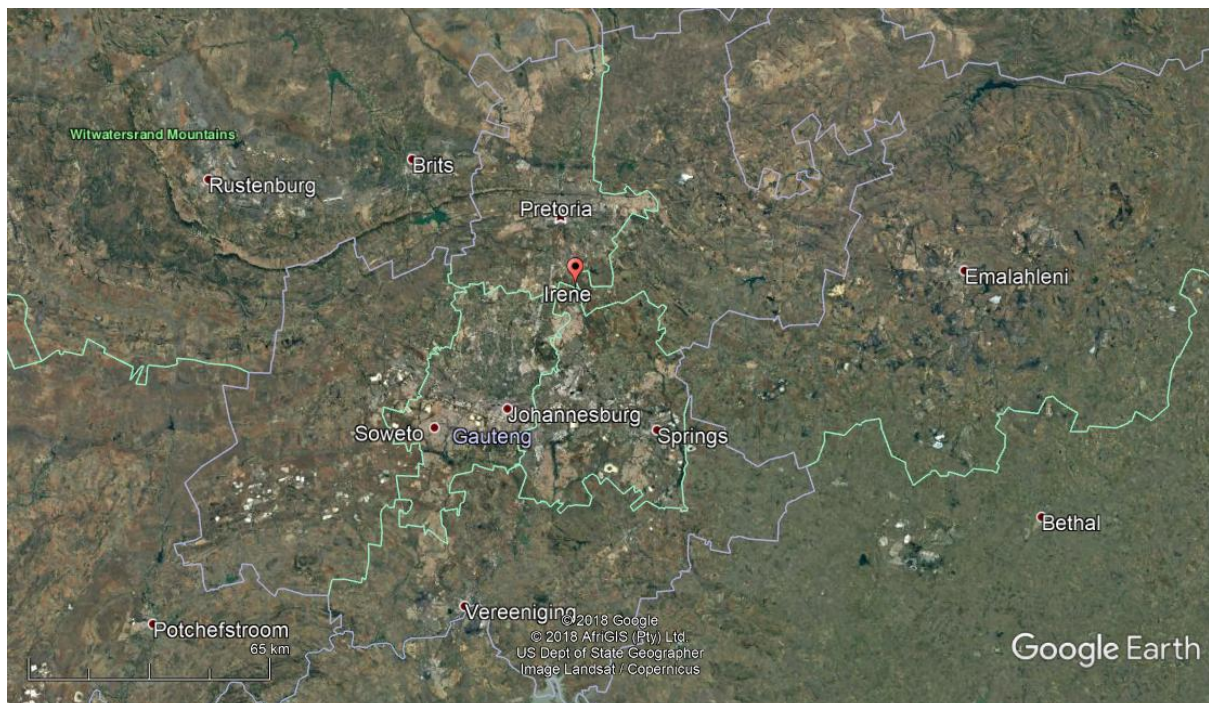 Witwatersrand Mountains
Brits
Rustenburg
Pretoria
Irene
Emalahleni
Johannesburg
Soweto
Gauteng
Springs
Bethal
Vereeniging
Potchefstroom
65 km
© 2018 Google
© 2018 AfriGIS (Pty) Ltd.
US Dept of State Geographer
Image Landsat / Copernicus
Google Earth